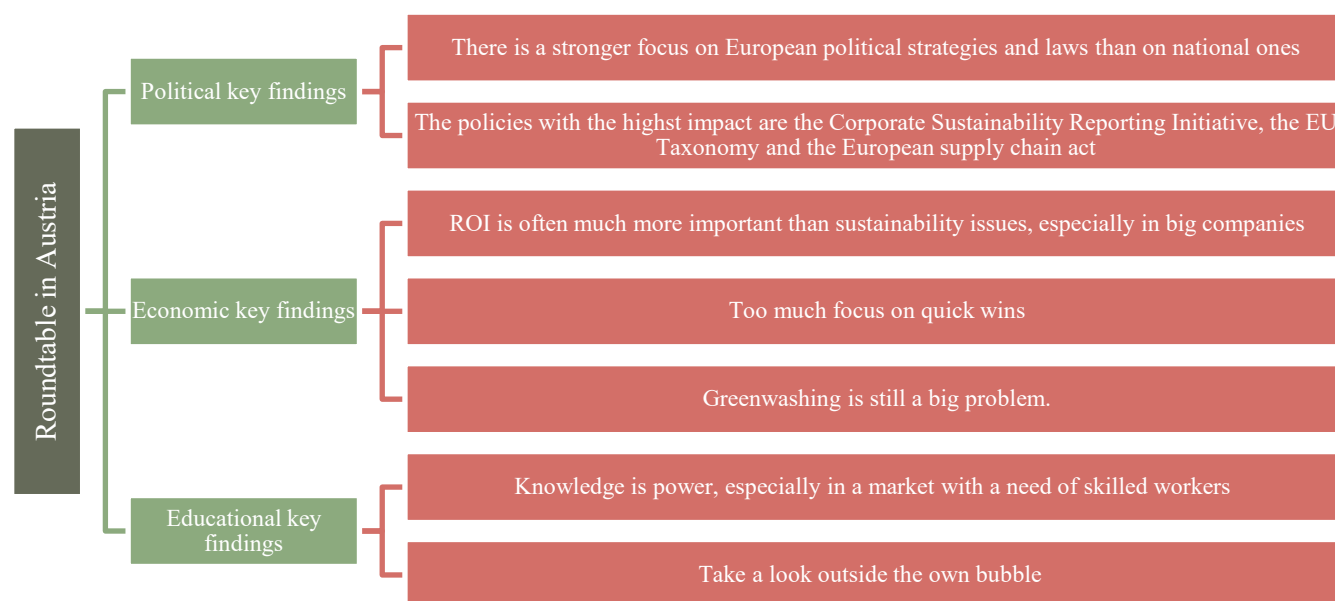 Roundtable in Austria
Political key findings
There is a stronger focus on European political strategies and laws than on national ones
The policies with the highst impact are the Corporate Sustainability Reporting Initiative, the EU
Taxonomy and the European supply chain act
Economic key findings
ROI is often much more important than sustainability issues, especially in big companies
Too much focus on quick wins
Greenwashing is still a big problem.
Educational key
findings
Knowledge is power, especially in a market with a need of skilled workers
Take a look outside the own bubble